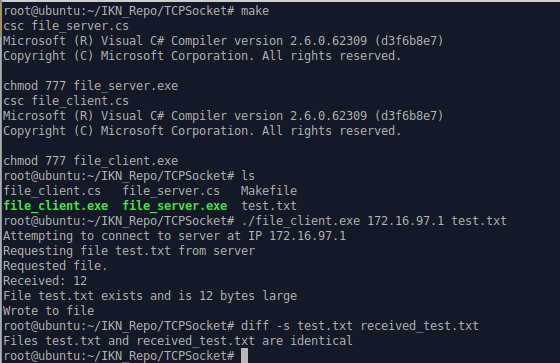 root@ubuntu:~/IKN_Repo/TCPSocket# make
csc file_server.cs
Microsoft (R) Visual C# Compiler version 2.6.0.62309 (d3f6b8e7)
Copyright (C) Microsoft Corporation. All rights reserved.

chmod 777 file_server.exe
csc file_client.cs
Microsoft (R) Visual C# Compiler version 2.6.0.62309 (d3f6b8e7)
Copyright (C) Microsoft Corporation. All rights reserved.

chmod 777 file_client.exe
root@ubuntu:~/IKN_Repo/TCPSocket# ls
file_client.cs   file_server.cs   Makefile
file_client.exe  file_server.exe  test.txt
root@ubuntu:~/IKN_Repo/TCPSocket# ./file_client.exe 172.16.97.1 test.txt
Attempting to connect to server at IP 172.16.97.1
Requesting file test.txt from server
Requested file.
Received: 12
File test.txt exists and is 12 bytes large
Wrote to file
root@ubuntu:~/IKN_Repo/TCPSocket# diff -s test.txt received_test.txt
Files test.txt and received_test.txt are identical
root@ubuntu:~/IKN_Repo/TCPSocket#